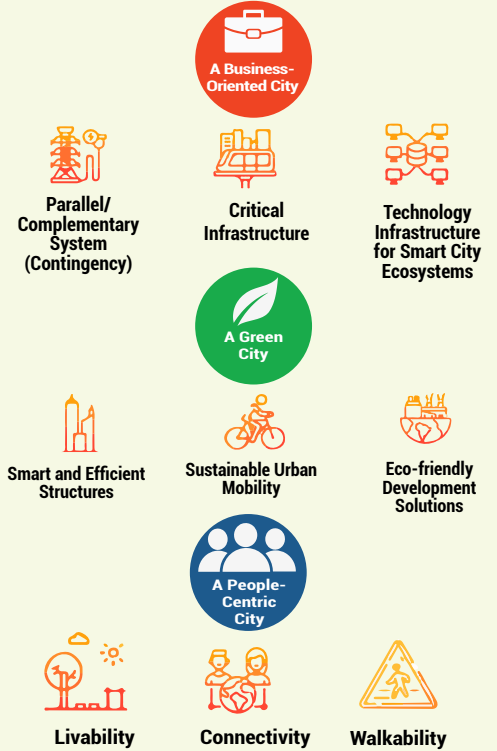 A Business-
Oriented City
Parallel/
Complementary
System
(Contingency)
Critical
Infrastructure
Technology
Infrastructure
for Smart City
Ecosystems
A Green
City
Smart and Efficient
Structures
Sustainable Urban
Mobility
Eco-friendly
Development
Solutions
A People-
Centric
City
Livability
Connectivity
Walkability